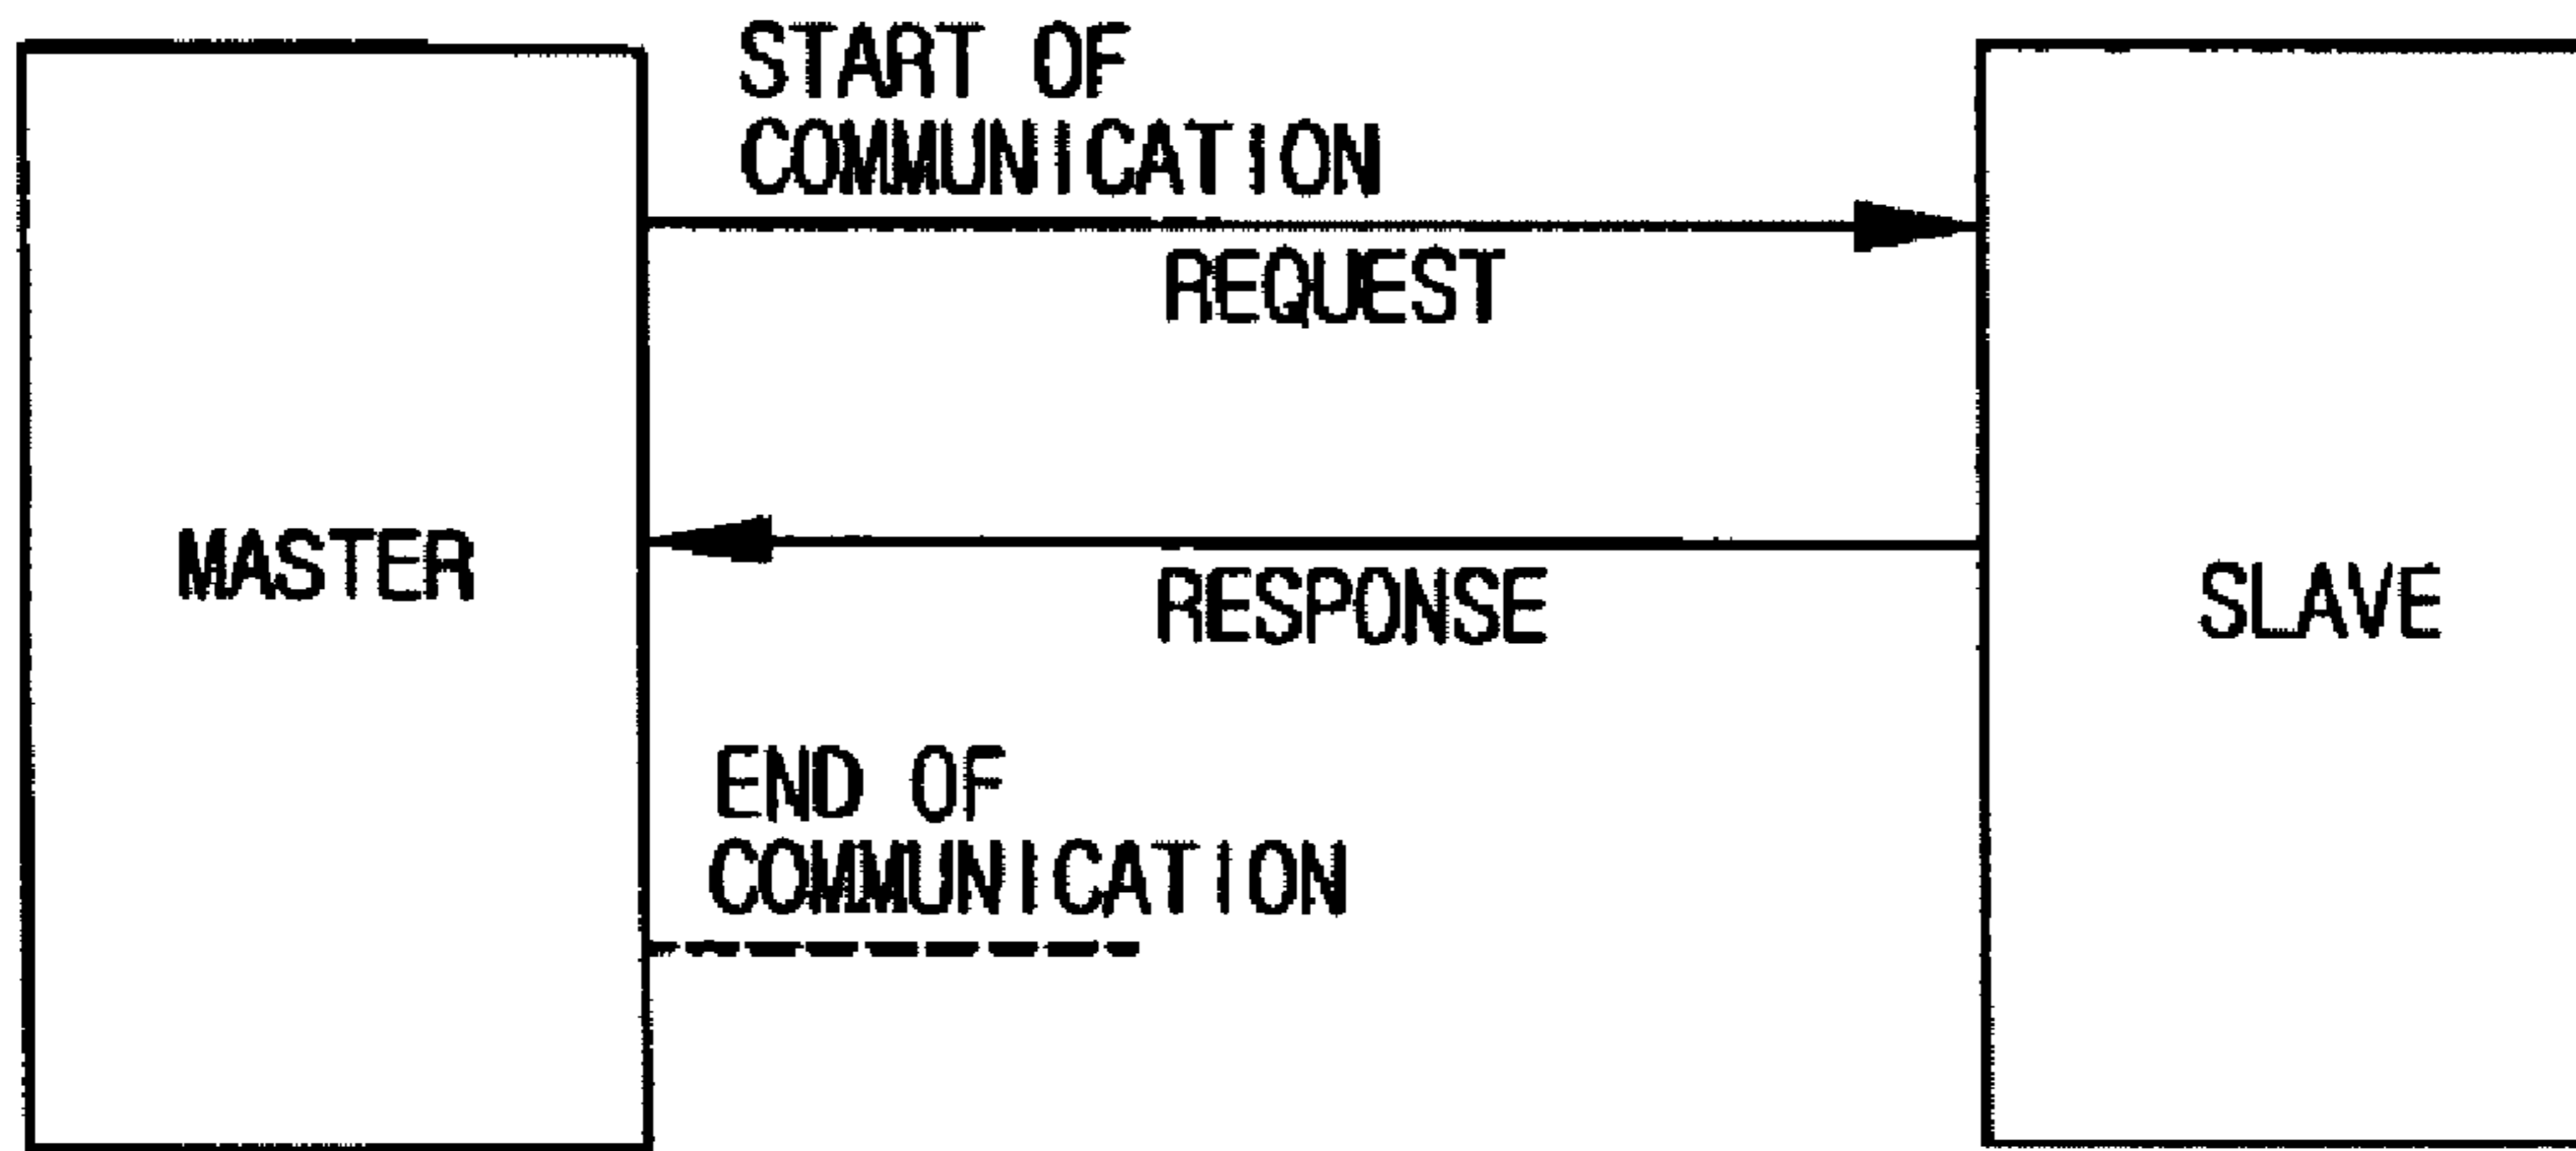 START OF
COMMUNICATION
REQUEST
MASTER
RESPONSE
SLAVE
END OF
COMMUNICATION